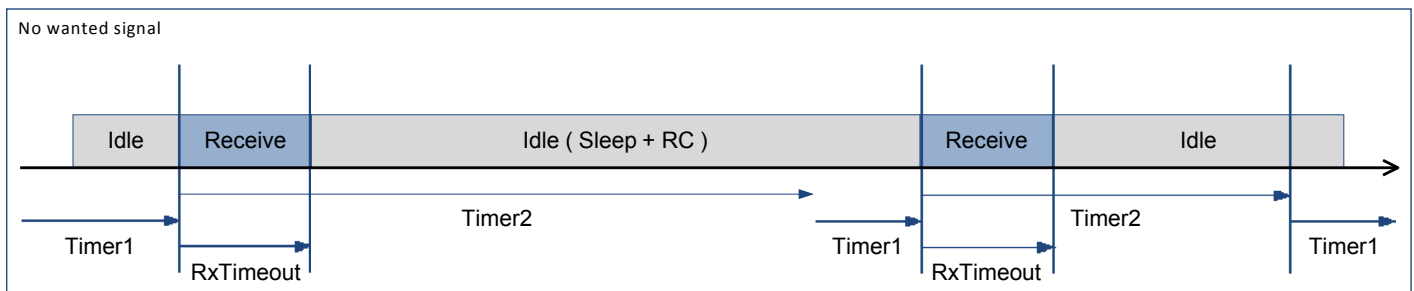 No wanted signal
Idle
Receive
Idle ( Sleep + RC )
Receive
Idle
Timer2
Timer2
Timer1
Timer1
Timer1
RxTimeout
RxTimeout